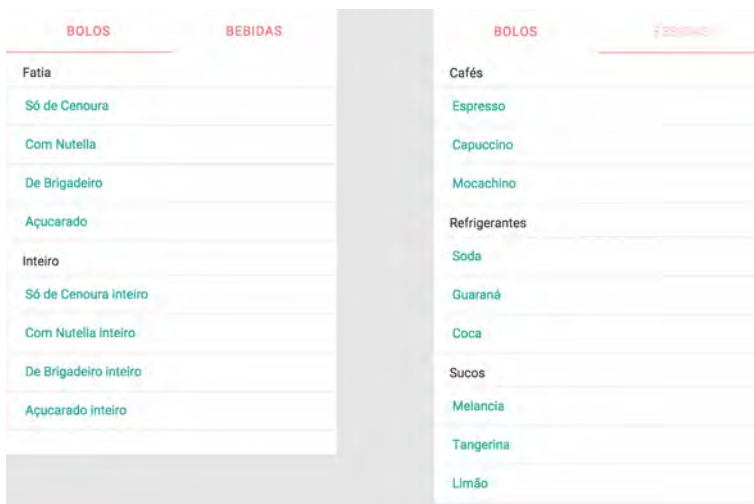 BOLOS BEBIDAS
Fatia
Só de Cenoura
Com Nutella
De Brigadeiro
Açucarado
Inteiro
Só de Cenoura inteiro
Com Nutella inteiro
De Brigadeiro inteiro
Açucarado inteiro
BOLOS
Cafés
Espresso
Capuccino
Mocachino
Refrigerantes
Soda
Guaraná
Coca
Sucos
Melancia
Tangerina
Limão